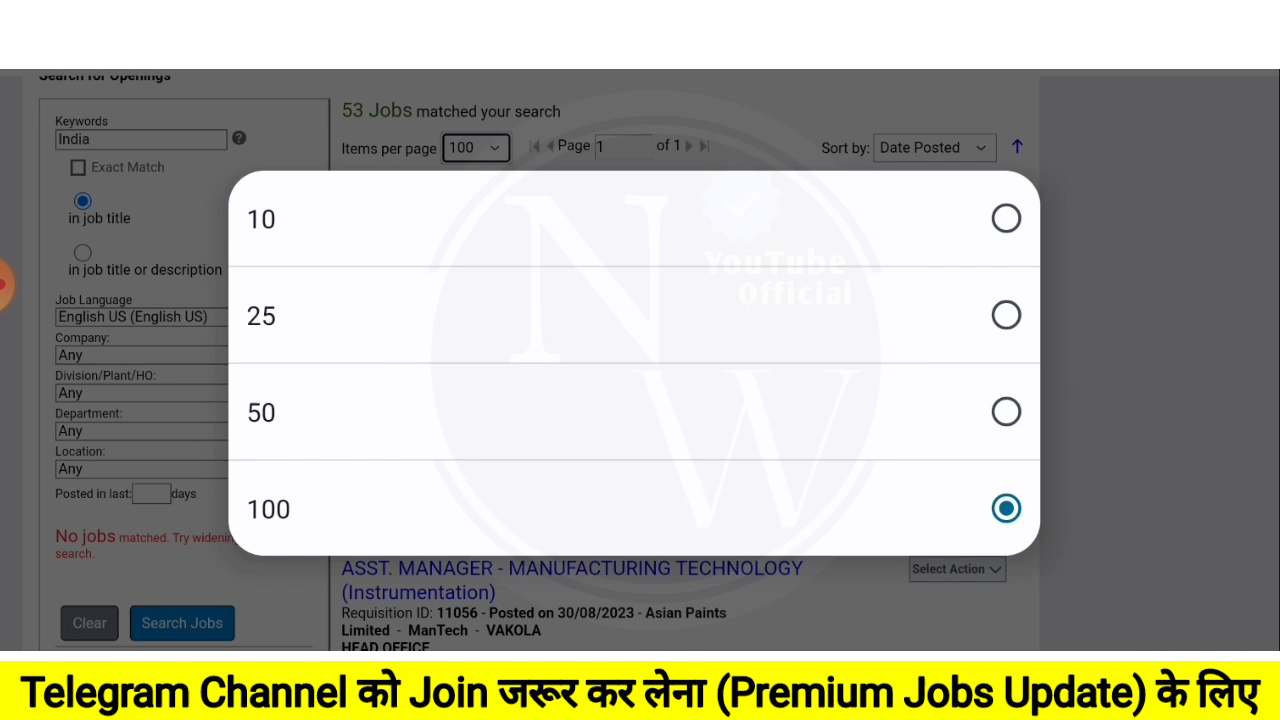 Search for Openings
Keywords
India
Exact Match
in job title
in job title or description
Job Language
English US (English US)
Company:
Any
Division/Plant/HO:
Any
Department:
Any
Location:
Any
Posted in last: days
No jobs matched. Try widenin
search.
Clear Search Jobs
53 Jobs matched your search
Items per page 100 Page 1 of 1 Sort by: Date Posted
10
25
50
100
N
W
YouTube
Official
ASST. MANAGER - MANUFACTURING TECHNOLOGY
(Instrumentation)
Select Action
Requisition ID: 11056 - Posted on 30/08/2023 - Asian Paints
Limited - ManTech - VAKOLA
HEAD OFFICE
Telegram Channel को Join जरूर कर लेना (Premium Jobs Update) के लिए